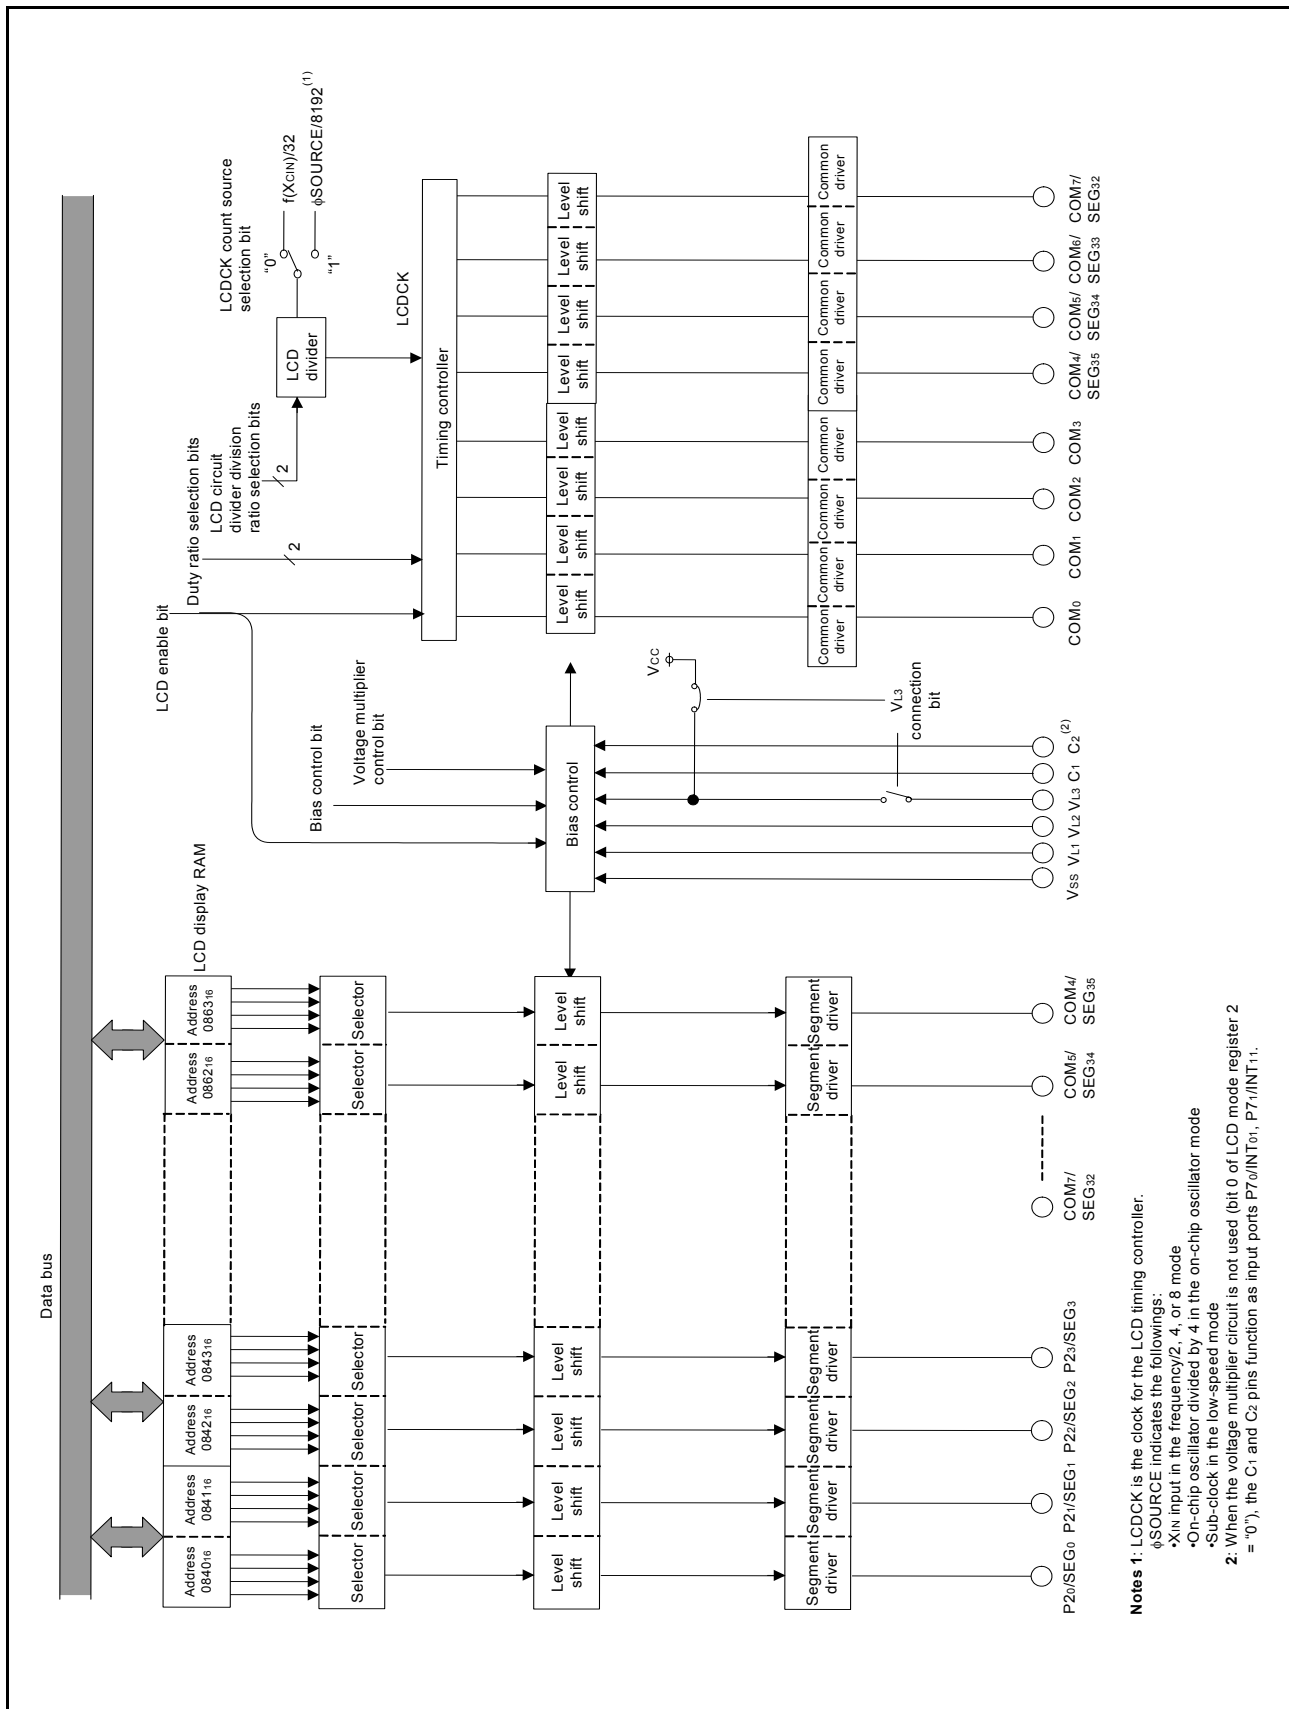 Data bus
LCD display RAM
Address
0840₁₆
Address
0841₁₆
Address
0842₁₆
Address
0843₁₆
Address
0862₁₆
Address
0863₁₆
Selector
Selector
Selector
Selector
Selector
Selector
Level
shift
Level
shift
Level
shift
Level
shift
Level
shift
Level
shift
Segment
driver
Segment
driver
Segment
driver
Segment
driver
Segment
driver
Segment
driver
P2₀/SEG₀
P2₁/SEG₁
P2₂/SEG₂
P2₃/SEG₃
COM₇/
SEG₃₂
COM₅/
SEG₃₄
COM₄/
SEG₃₅
LCD enable bit
Bias control bit
Voltage multiplier
control bit
Bias control
VCC
VL3
connection
bit
VSS
VL1
VL2
VL3
C₁
C₂⁽²⁾
Duty ratio selection bits
2
LCD circuit
divider division
ratio selection bits
2
LCD
divider
LCDCK count source
selection bit
"0"
"1"
f(XCIN)/32
ϕSOURCE/8192⁽¹⁾
LCDCK
Timing controller
Level
shift
Level
shift
Level
shift
Level
shift
Level
shift
Level
shift
Level
shift
Level
shift
Common
driver
Common
driver
Common
driver
Common
driver
Common
driver
Common
driver
Common
driver
Common
driver
COM₀
COM₁
COM₂
COM₃
COM₄/
SEG₃₅
COM₅/
SEG₃₄
COM₆/
SEG₃₃
COM₇/
SEG₃₂
Notes 1: LCDCK is the clock for the LCD timing controller.
ϕSOURCE indicates the followings:
•XIN input in the frequency/2, 4, or 8 mode
•On-chip oscillator divided by 4 in the on-chip oscillator mode
•Sub-clock in the low-speed mode
2: When the voltage multiplier circuit is not used (bit 0 of LCD mode register 2
= "0"), the C₁ and C₂ pins function as input ports P7₀/INT₀₁, P7₁/INT₁₁.